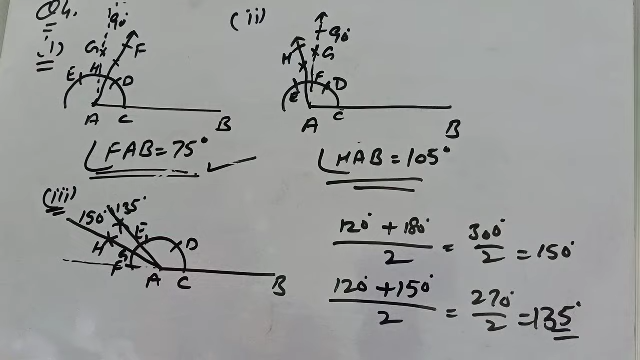 Q4.
(i)
90°
G
F
E
H
D
A
C
B
∠FAB = 75°
(ii)
90°
H
G
F
E
D
A
C
B
∠HAB = 105°
(iii)
150°
135°
H
E
D
G
F
A
C
B
120° + 180° / 2 = 300° / 2 = 150°
120° + 150° / 2 = 270° / 2 = 135°